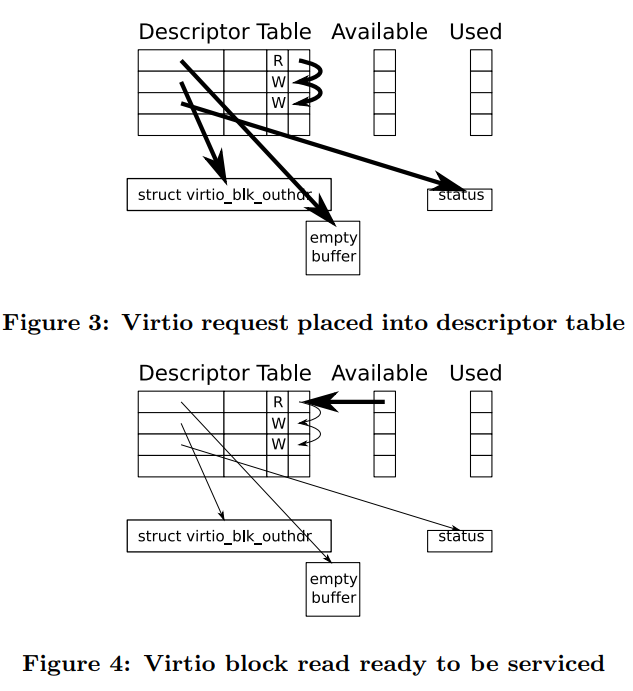 Descriptor Table Available Used
R
W
W
struct virtio_blk_outhdr
status
empty
buffer
Figure 3: Virtio request placed into descriptor table
Descriptor Table Available Used
R
W
W
struct virtio_blk_outhdr
status
empty
buffer
Figure 4: Virtio block read ready to be serviced